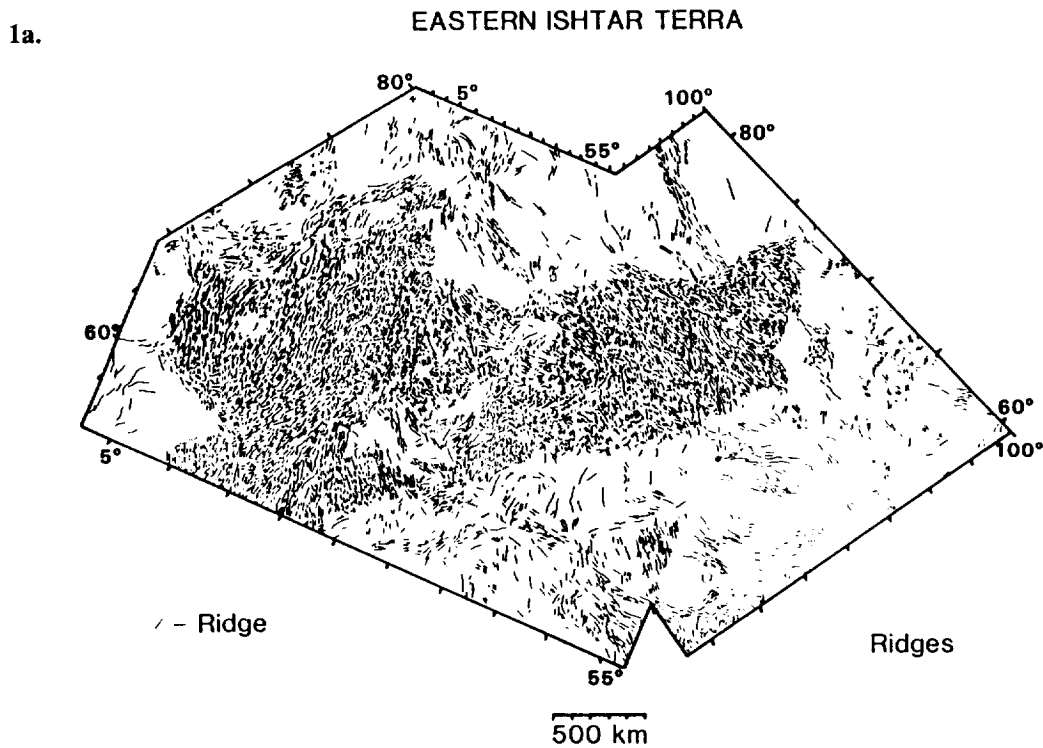 EASTERN ISHTAR TERRA
1a.
80°
5°
100°
80°
55°
60°
5°
60°
100°
/ – Ridge
Ridges
55°
500 km